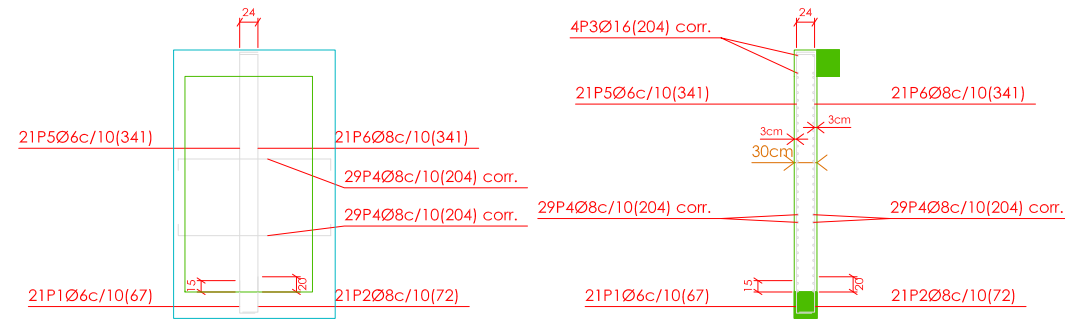 24
21P5Ø6c/10(341)
21P6Ø8c/10(341)
29P4Ø8c/10(204) corr.
29P4Ø8c/10(204) corr.
15
20
21P1Ø6c/10(67)
21P2Ø8c/10(72)
24
4P3Ø16(204) corr.
21P5Ø6c/10(341)
21P6Ø8c/10(341)
3cm
3cm
30cm
29P4Ø8c/10(204) corr.
29P4Ø8c/10(204) corr.
15
20
21P1Ø6c/10(67)
21P2Ø8c/10(72)